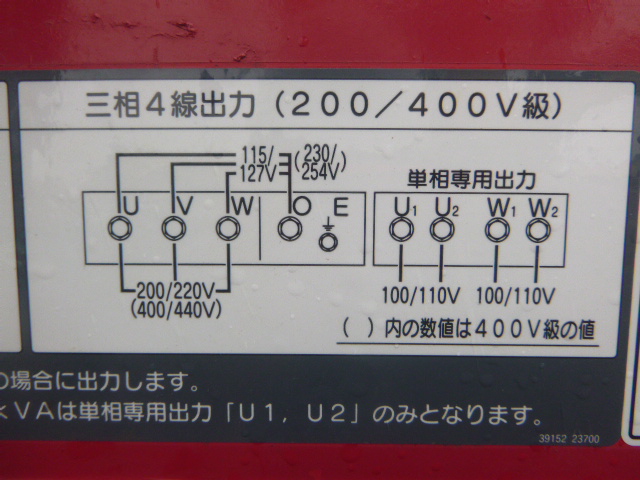 三相4線出力(200/400V級)
115/127V (230/254V)
単相専用出力
U V W O E U1 U2 W1 W2
200/220V
(400/440V)
100/110V 100/110V
( )内の数値は400V級の値
の場合に出力します。
VAは単相専用出力「U1, U2」のみとなります。
39152 23700